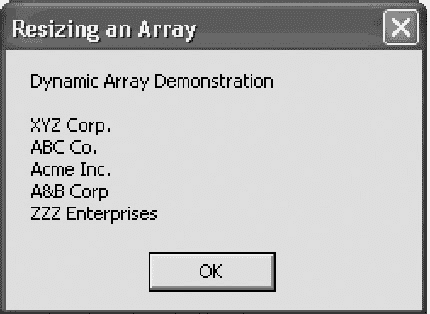 Resizing an Array
Dynamic Array Demonstration
XYZ Corp.
ABC Co.
Acme Inc.
A&B Corp
ZZZ Enterprises
OK